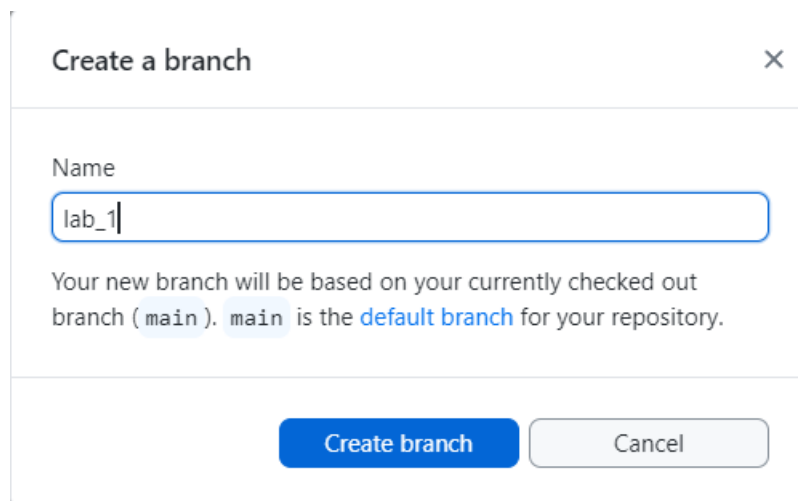 Create a branch
Name
lab_1
Your new branch will be based on your currently checked out
branch (main). main is the default branch for your repository.
Create branch
Cancel